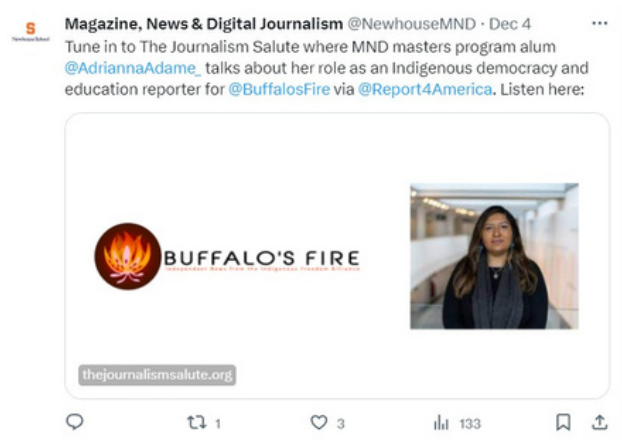 S
Newhouse School
Magazine, News & Digital Journalism @NewhouseMND · Dec 4
Tune in to The Journalism Salute where MND masters program alum
@AdriannaAdame_ talks about her role as an Indigenous democracy and
education reporter for @BuffalosFire via @Report4America. Listen here:
BUFFALO'S FIRE
Independent News from the Indigenous Freedom Alliance
thejournalismsalute.org
1
3
133